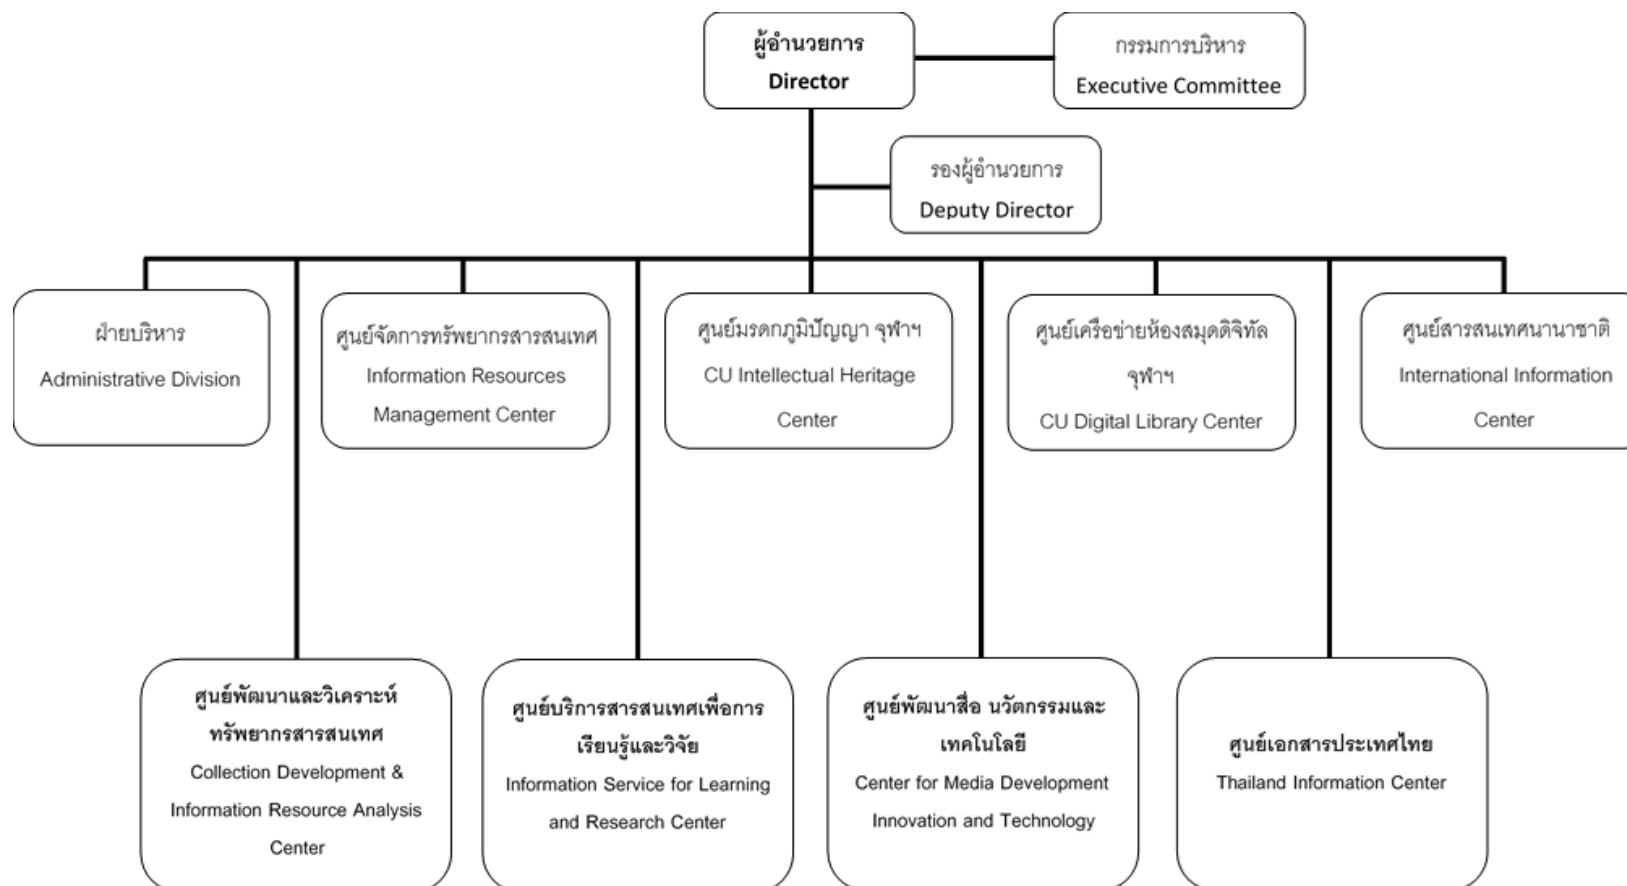 ผู้อำนวยการ
Director
กรรมการบริหาร
Executive Committee
รองผู้อำนวยการ
Deputy Director
ฝ่ายบริหาร
Administrative Division
ศูนย์จัดการทรัพยากรสารสนเทศ
Information Resources
Management Center
ศูนย์มรดกภูมิปัญญา จุฬาฯ
CU Intellectual Heritage
Center
ศูนย์เครือข่ายห้องสมุดดิจิทัล
จุฬาฯ
CU Digital Library Center
ศูนย์สารสนเทศนานาชาติ
International Information
Center
ศูนย์พัฒนาและวิเคราะห์
ทรัพยากรสารสนเทศ
Collection Development &
Information Resource Analysis
Center
ศูนย์บริการสารสนเทศเพื่อการ
เรียนรู้และวิจัย
Information Service for Learning
and Research Center
ศูนย์พัฒนาสื่อ นวัตกรรมและ
เทคโนโลยี
Center for Media Development
Innovation and Technology
ศูนย์เอกสารประเทศไทย
Thailand Information Center